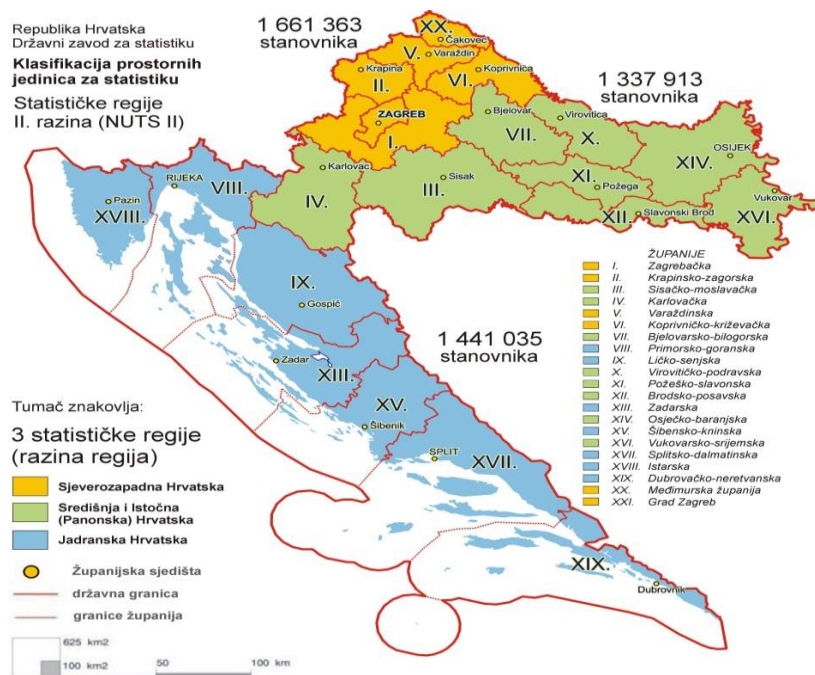 Republika Hrvatska
Državni zavod za statistiku
Klasifikacija prostornih
jedinica za statistiku
Statističke regije
II. razina (NUTS II)
1 661 363
stanovnika
1 337 913
stanovnika
1 441 035
stanovnika
XX.
Čakovec
V.
Varaždin
Krapina
II.
VI.
Koprivnica
ZAGREB
I.
Bjelovar
VII.
Virovitica
X.
XIV.
OSIJEK
Karlovac
IV.
III.
Sisak
XI.
Požega
XII.
Slavonski Brod
Vukovar
XVI.
RIJEKA
VIII.
Pazin
XVIII.
IX.
Gospić
Zadar
XIII.
XV.
Šibenik
SPLIT
XVII.
XIX.
Dubrovnik
ŽUPANIJE
I. Zagrebačka
II. Krapinsko-zagorska
III. Sisačko-moslavačka
IV. Karlovačka
V. Varaždinska
VI. Koprivničko-križevačka
VII. Bjelovarsko-bilogorska
VIII. Primorsko-goranska
IX. Ličko-senjska
X. Virovitičko-podravska
XI. Požeško-slavonska
XII. Brodsko-posavska
XIII. Zadarska
XIV. Osječko-baranjska
XV. Šibensko-kninska
XVI. Vukovarsko-srijemska
XVII. Splitsko-dalmatinska
XVIII. Istarska
XIX. Dubrovačko-neretvanska
XX. Međimurska županija
XXI. Grad Zagreb
Tumač znakovlja:
3 statističke regije
(razina regija)
Sjeverozapadna Hrvatska
Središnja i Istočna
(Panonska) Hrvatska
Jadranska Hrvatska
Županijska sjedišta
državna granica
granice županija
625 km2
100 km2
50
100 km